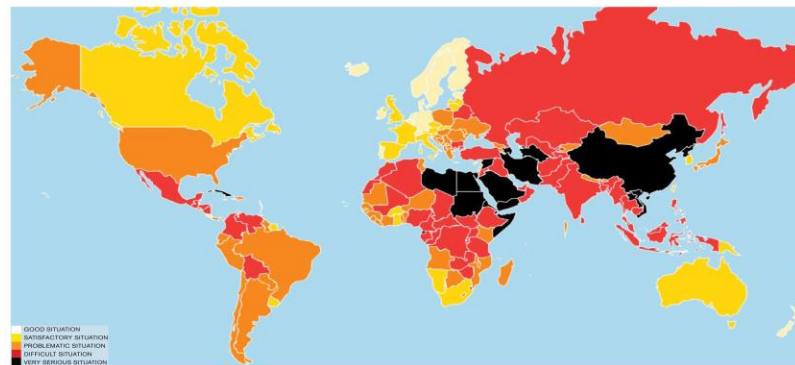 GOOD SITUATION
SATISFACTORY SITUATION
PROBLEMATIC SITUATION
DIFFICULT SITUATION
VERY SERIOUS SITUATION